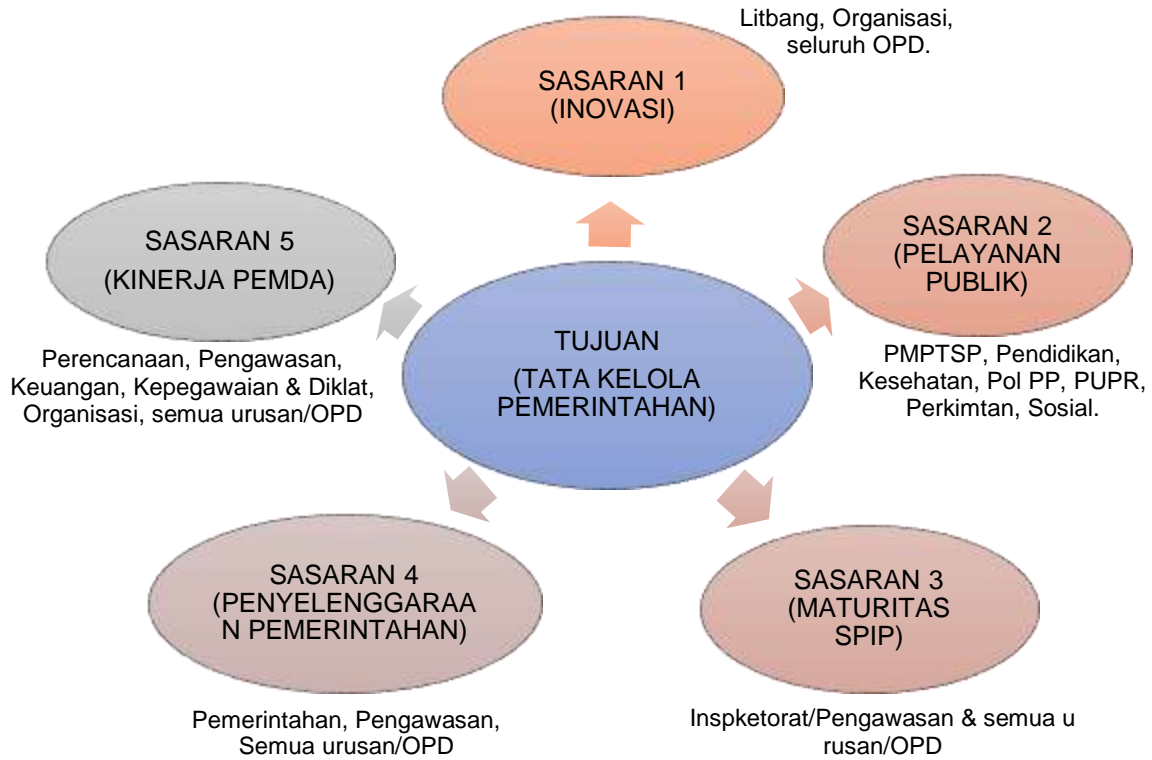 Litbang, Organisasi,
seluruh OPD.
SASARAN 1
(INOVASI)
SASARAN 2
(PELAYANAN
PUBLIK)
PMPTSP, Pendidikan,
Kesehatan, Pol PP, PUPR,
Perkimtan, Sosial.
SASARAN 5
(KINERJA PEMDA)
Perencanaan, Pengawasan,
Keuangan, Kepegawaian & Diklat,
Organisasi, semua urusan/OPD
TUJUAN
(TATA KELOLA
PEMERINTAHAN)
SASARAN 4
(PENYELENGGARAA
N PEMERINTAHAN)
Pemerintahan, Pengawasan,
Semua urusan/OPD
SASARAN 3
(MATURITAS
SPIP)
Inspketorat/Pengawasan & semua u
rusan/OPD